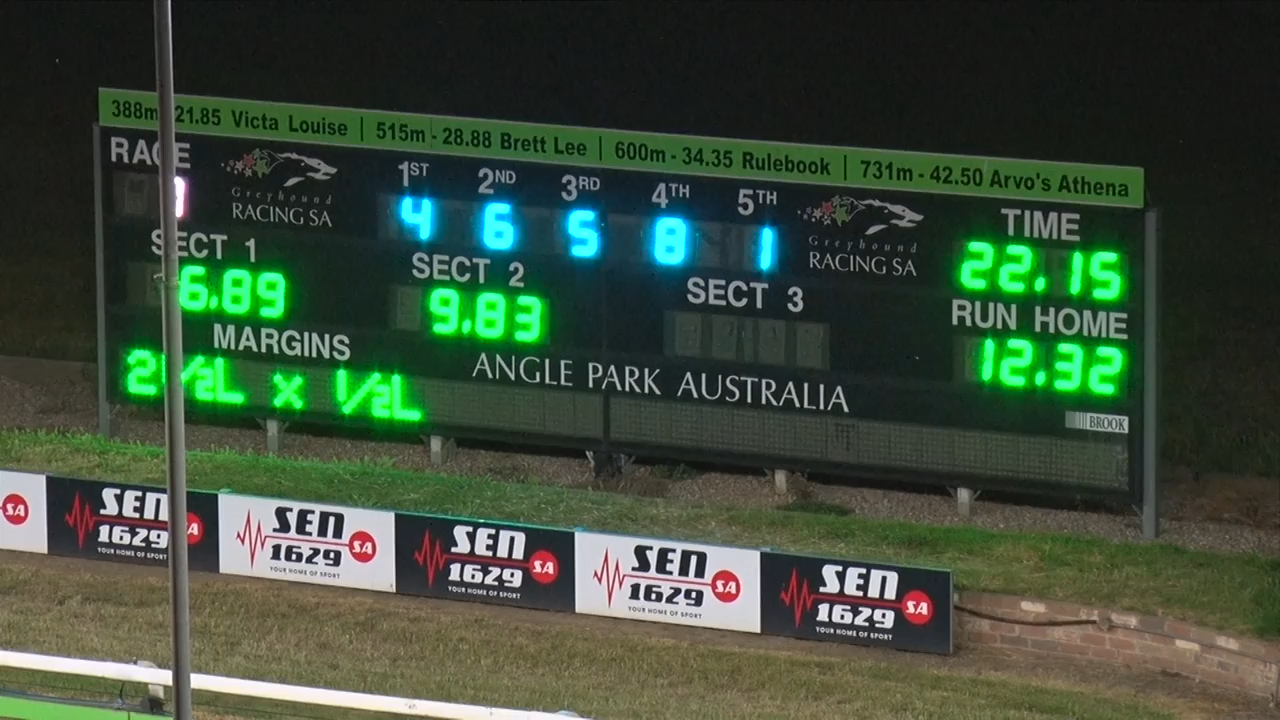 388m 21.85 Victa Louise | 515m - 28.88 Brett Lee | 600m - 34.35 Rulebook | 731m - 42.50 Arvo's Athena
RACE
Greyhound
RACING SA
1ST 2ND 3RD 4TH 5TH
4 6 5 8 1
Greyhound
RACING SA
TIME
22.15
SECT 1
6.89
SECT 2
9.83
SECT 3
RUN HOME
12.32
MARGINS
2½L x ½L
ANGLE PARK AUSTRALIA
BROOK
SA
SEN
1629
SA
YOUR HOME OF SPORT
SEN
1629
SA
YOUR HOME OF SPORT
SEN
1629
SA
YOUR HOME OF SPORT
SEN
1629
SA
YOUR HOME OF SPORT
SEN
1629
SA
YOUR HOME OF SPORT